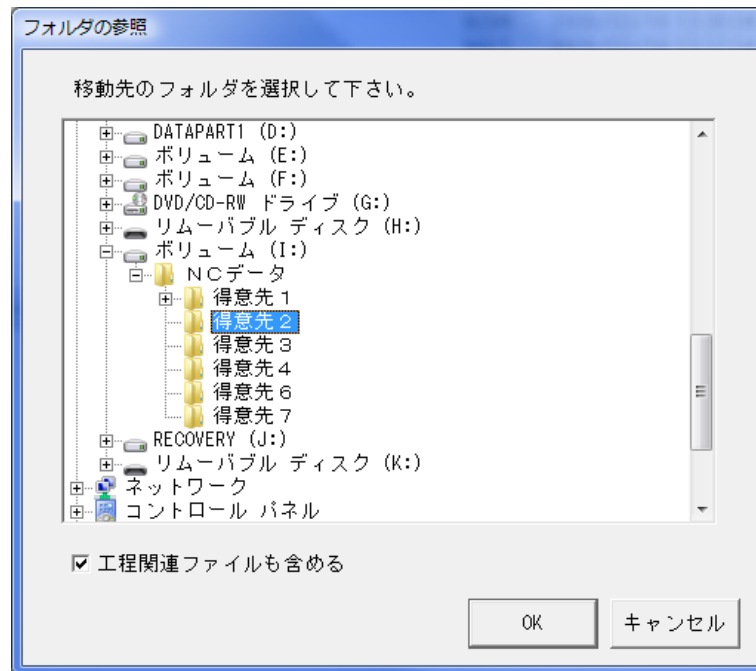 フォルダの参照
移動先のフォルダを選択して下さい。
DATAPART1 (D:)
ボリューム (E:)
ボリューム (F:)
DVD/CD-RW ドライブ (G:)
リムーバブル ディスク (H:)
ボリューム (I:)
ＮＣデータ
得意先１
得意先２
得意先３
得意先４
得意先６
得意先７
RECOVERY (J:)
リムーバブル ディスク (K:)
ネットワーク
コントロール パネル
工程関連ファイルも含める
OK
キャンセル